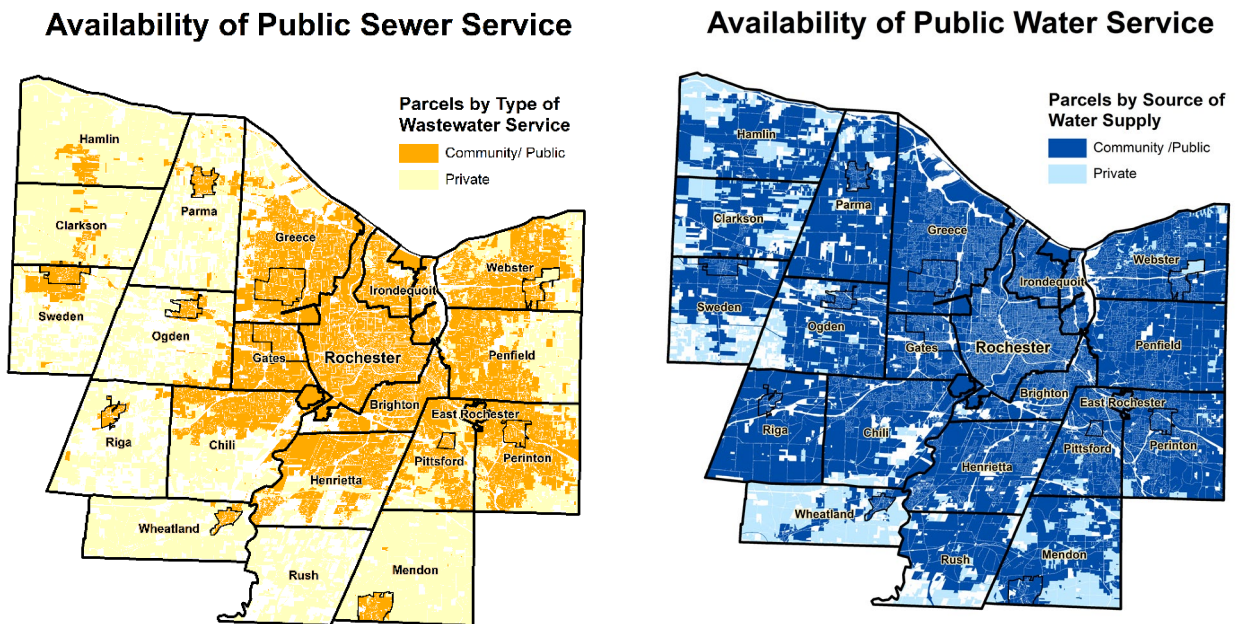 Availability of Public Sewer Service
Parcels by Type of
Wastewater Service
Community/ Public
Private
Hamlin
Parma
Clarkson
Greece
Webster
Irondequoit
Sweden
Ogden
Gates
Rochester
Penfield
Brighton
East Rochester
Riga
Chili
Pittsford
Perinton
Henrietta
Wheatland
Rush
Mendon
Availability of Public Water Service
Parcels by Source of
Water Supply
Community /Public
Private
Hamlin
Parma
Clarkson
Greece
Webster
Irondequoit
Sweden
Ogden
Gates
Rochester
Penfield
Brighton
East Rochester
Riga
Chili
Pittsford
Perinton
Henrietta
Wheatland
Rush
Mendon